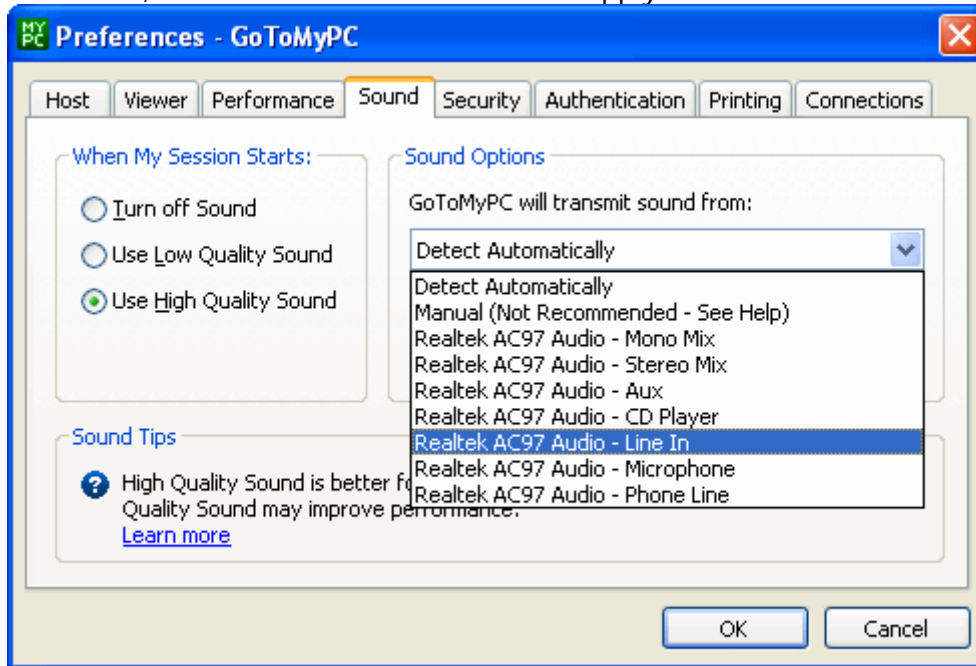 apply
MY PC Preferences - GoToMyPC
Host Viewer Performance Sound Security Authentication Printing Connections
When My Session Starts:
Turn off Sound
Use Low Quality Sound
Use High Quality Sound
Sound Options
GoToMyPC will transmit sound from:
Detect Automatically
Detect Automatically
Manual (Not Recommended - See Help)
Realtek AC97 Audio - Mono Mix
Realtek AC97 Audio - Stereo Mix
Realtek AC97 Audio - Aux
Realtek AC97 Audio - CD Player
Realtek AC97 Audio - Line In
Realtek AC97 Audio - Microphone
Realtek AC97 Audio - Phone Line
Sound Tips
High Quality Sound is better
Quality Sound may improve performance.
Learn more
OK Cancel